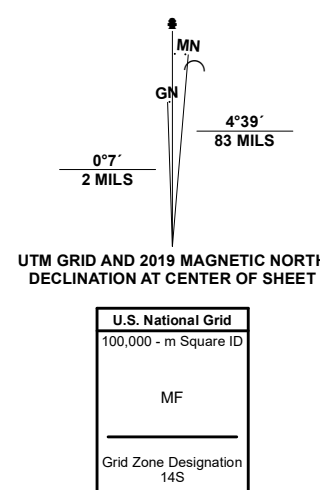 MN
GN
4°39´
83 MILS
0°7´
2 MILS
UTM GRID AND 2019 MAGNETIC NORTH
DECLINATION AT CENTER OF SHEET
U.S. National Grid
100,000 - m Square ID
MF
Grid Zone Designation
14S